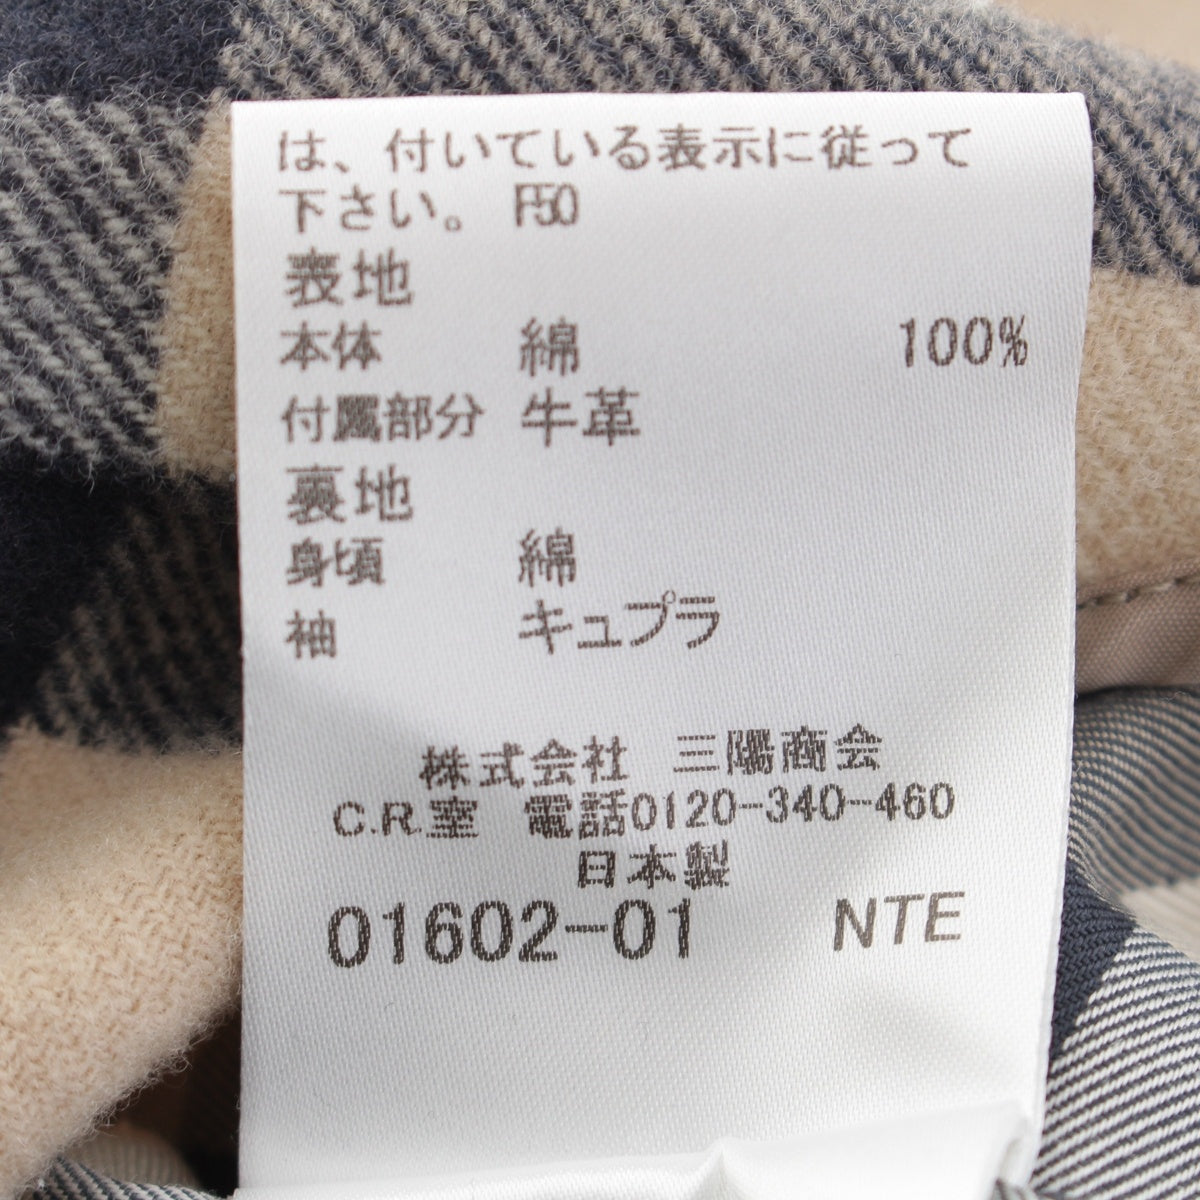 は、付いている表示に従って
下さい。 F50
表地
本体 綿 100%
付属部分 牛革
裏地
身頃 綿
袖 キュプラ
株式会社 三陽商会
C.R.室 電話0120-340-460
日本製
01602-01 NTE